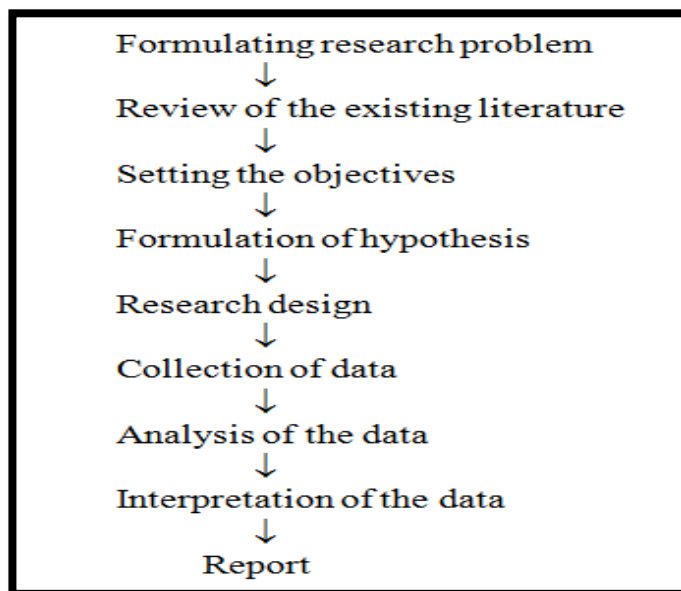 Formulating research problem
↓
Review of the existing literature
↓
Setting the objectives
↓
Formulation of hypothesis
↓
Research design
↓
Collection of data
↓
Analysis of the data
↓
Interpretation of the data
↓
Report